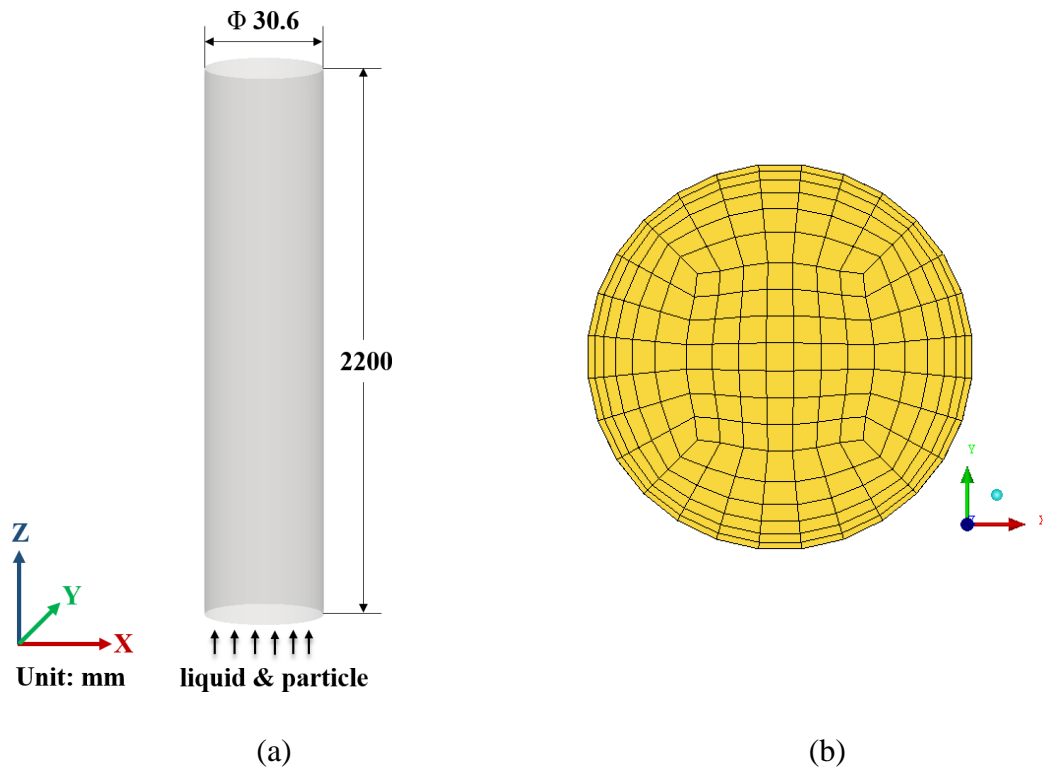 Φ 30.6
2200
Z
Y
X
Unit: mm
liquid & particle
Y
Z
X
(a)
(b)